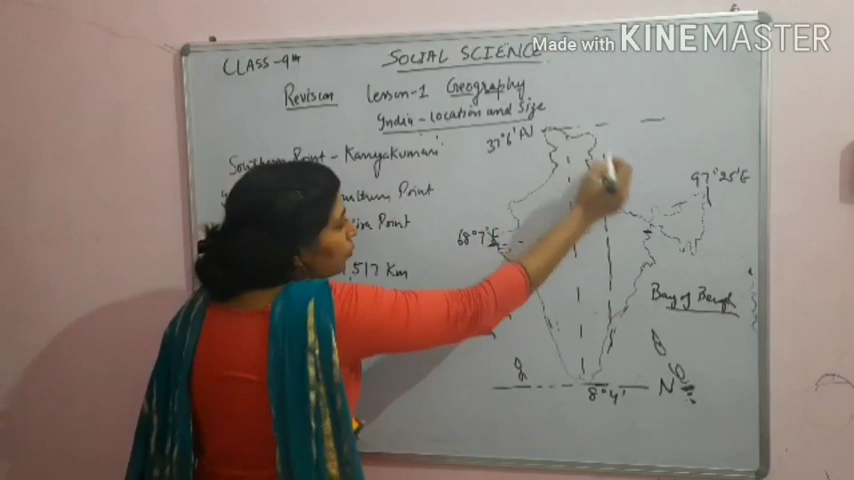 Made with KINEMASTER
CLASS-9th
SOCIAL SCIENCE
Revision Lesson-1 Geography
India - Location and Size
37°6' N
Southern Point - Kanyakumari
Point
97°25'E
Point
68°7'E
,517 Km
Bay of Bengal
8°4' N